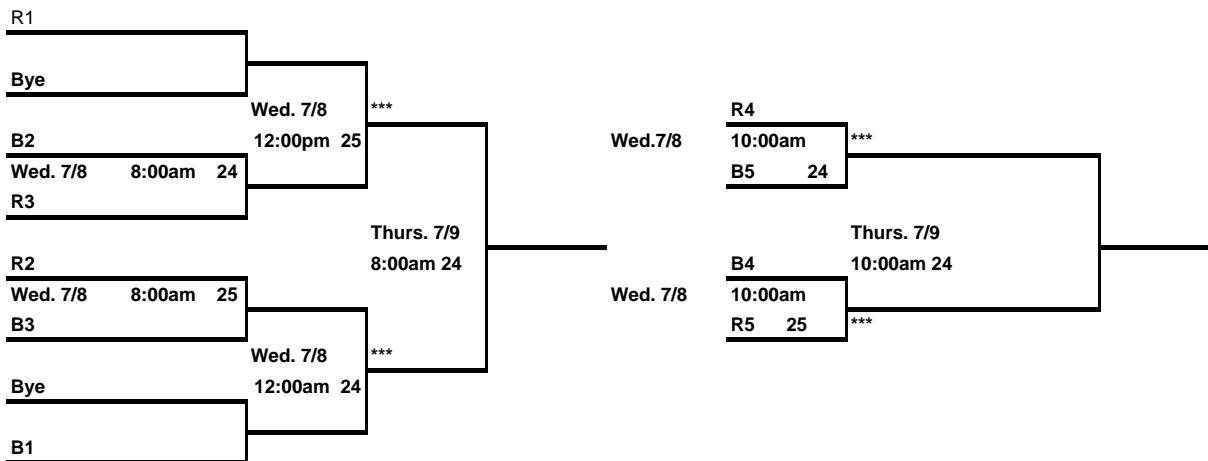 R1
Bye
Wed. 7/8 ***
12:00pm 25
B2
Wed. 7/8 8:00am 24
R3
Thurs. 7/9
8:00am 24
R2
Wed. 7/8 8:00am 25
B3
Wed. 7/8 ***
12:00am 24
Bye
B1
R4
Wed.7/8 10:00am ***
B5 24
Thurs. 7/9
10:00am 24
B4
Wed. 7/8 10:00am
R5 25 ***